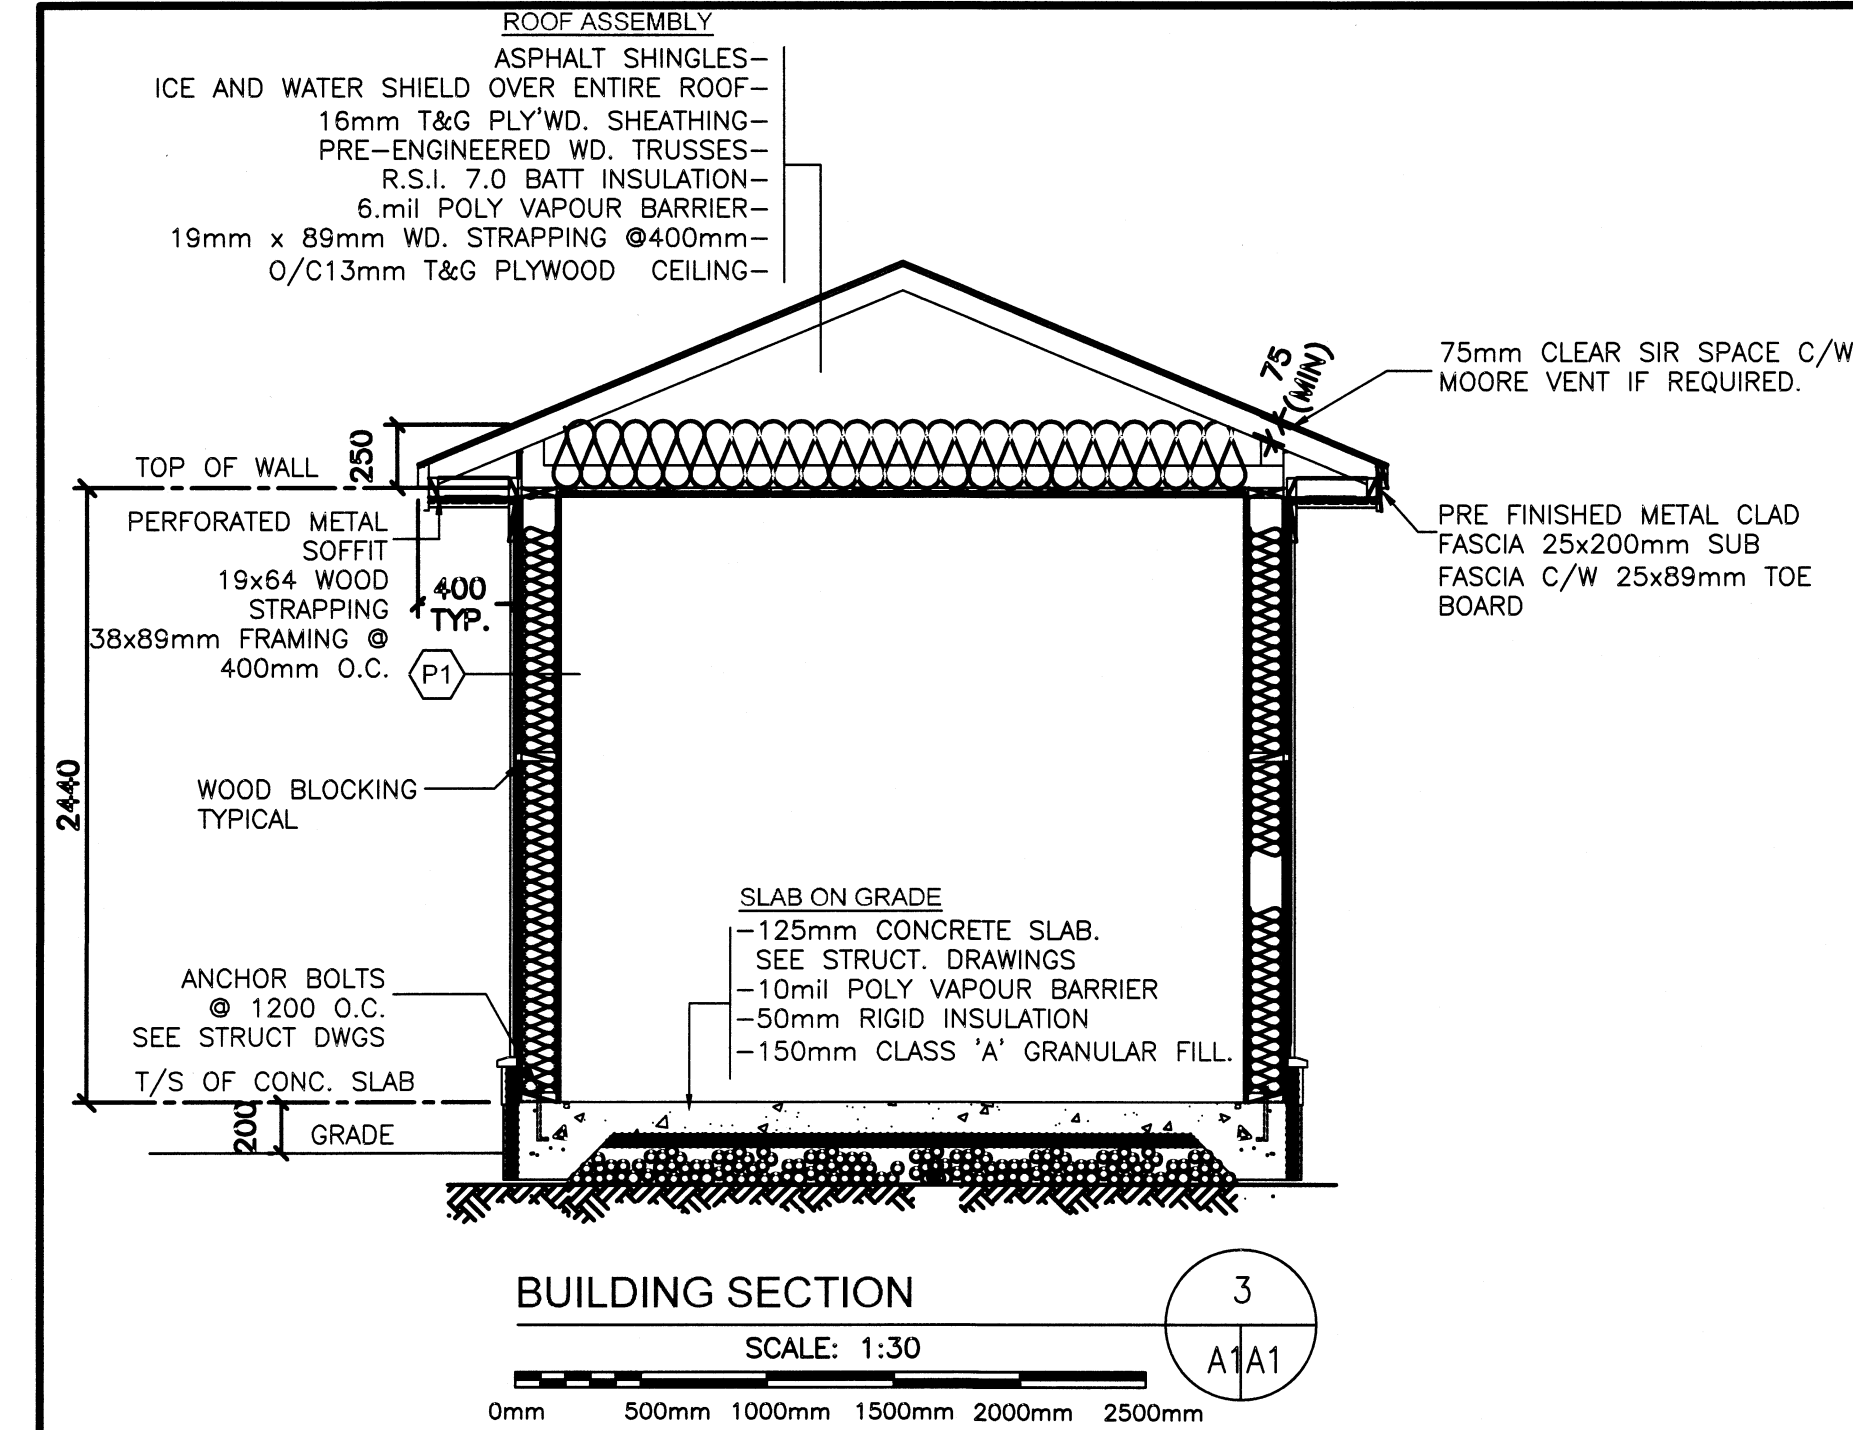 ROOF ASSEMBLY
ASPHALT SHINGLES-
ICE AND WATER SHIELD OVER ENTIRE ROOF-
16mm T&G PLY'WD. SHEATHING-
PRE-ENGINEERED WD. TRUSSES-
R.S.I. 7.0 BATT INSULATION-
6.mil POLY VAPOUR BARRIER-
19mm x 89mm WD. STRAPPING @400mm-
O/C13mm T&G PLYWOOD CEILING-
75
(MIN)
75mm CLEAR SIR SPACE C/W
MOORE VENT IF REQUIRED.
250
TOP OF WALL
PERFORATED METAL
SOFFIT
19x64 WOOD
STRAPPING
38x89mm FRAMING @
400mm O.C.
400
TYP.
P1
PRE FINISHED METAL CLAD
FASCIA 25x200mm SUB
FASCIA C/W 25x89mm TOE
BOARD
2440
WOOD BLOCKING
TYPICAL
SLAB ON GRADE
-125mm CONCRETE SLAB.
SEE STRUCT. DRAWINGS
-10mil POLY VAPOUR BARRIER
-50mm RIGID INSULATION
-150mm CLASS 'A' GRANULAR FILL.
ANCHOR BOLTS
@ 1200 O.C.
SEE STRUCT DWGS
T/S OF CONC. SLAB
200
GRADE
BUILDING SECTION
3
SCALE: 1:30
A1 A1
0mm 500mm 1000mm 1500mm 2000mm 2500mm